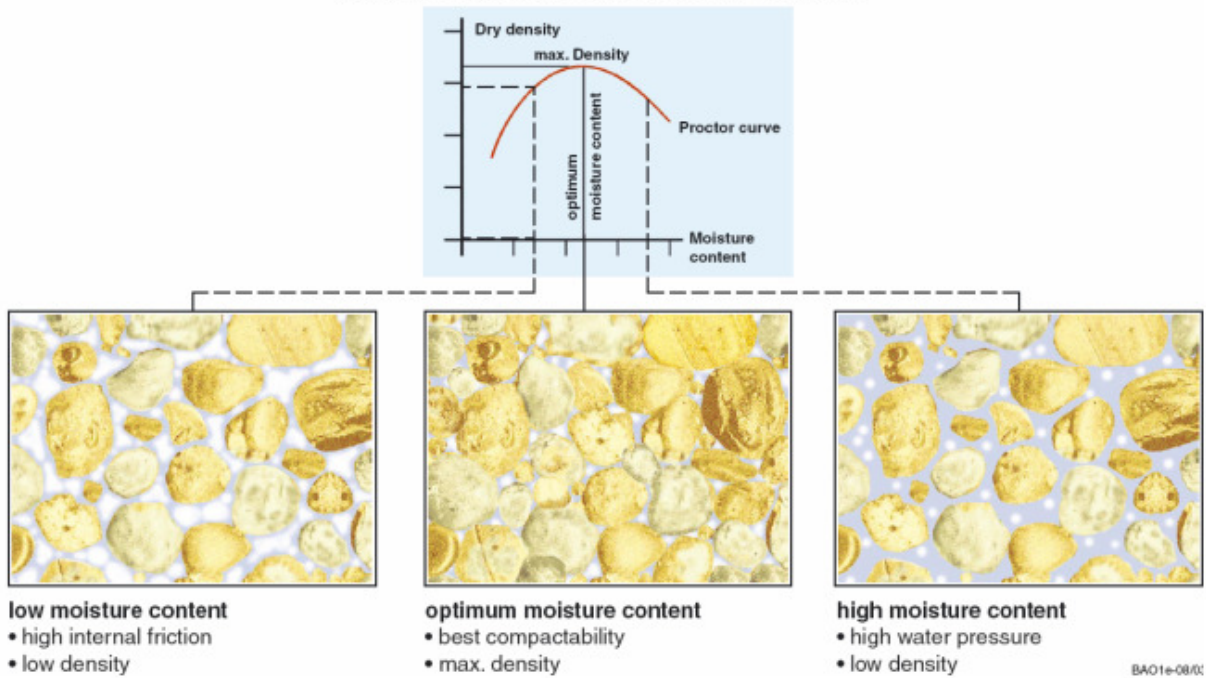 Dry density
max. Density
optimum
moisture content
Proctor curve
Moisture
content
low moisture content
• high internal friction
• low density
optimum moisture content
• best compactability
• max. density
high moisture content
• high water pressure
• low density